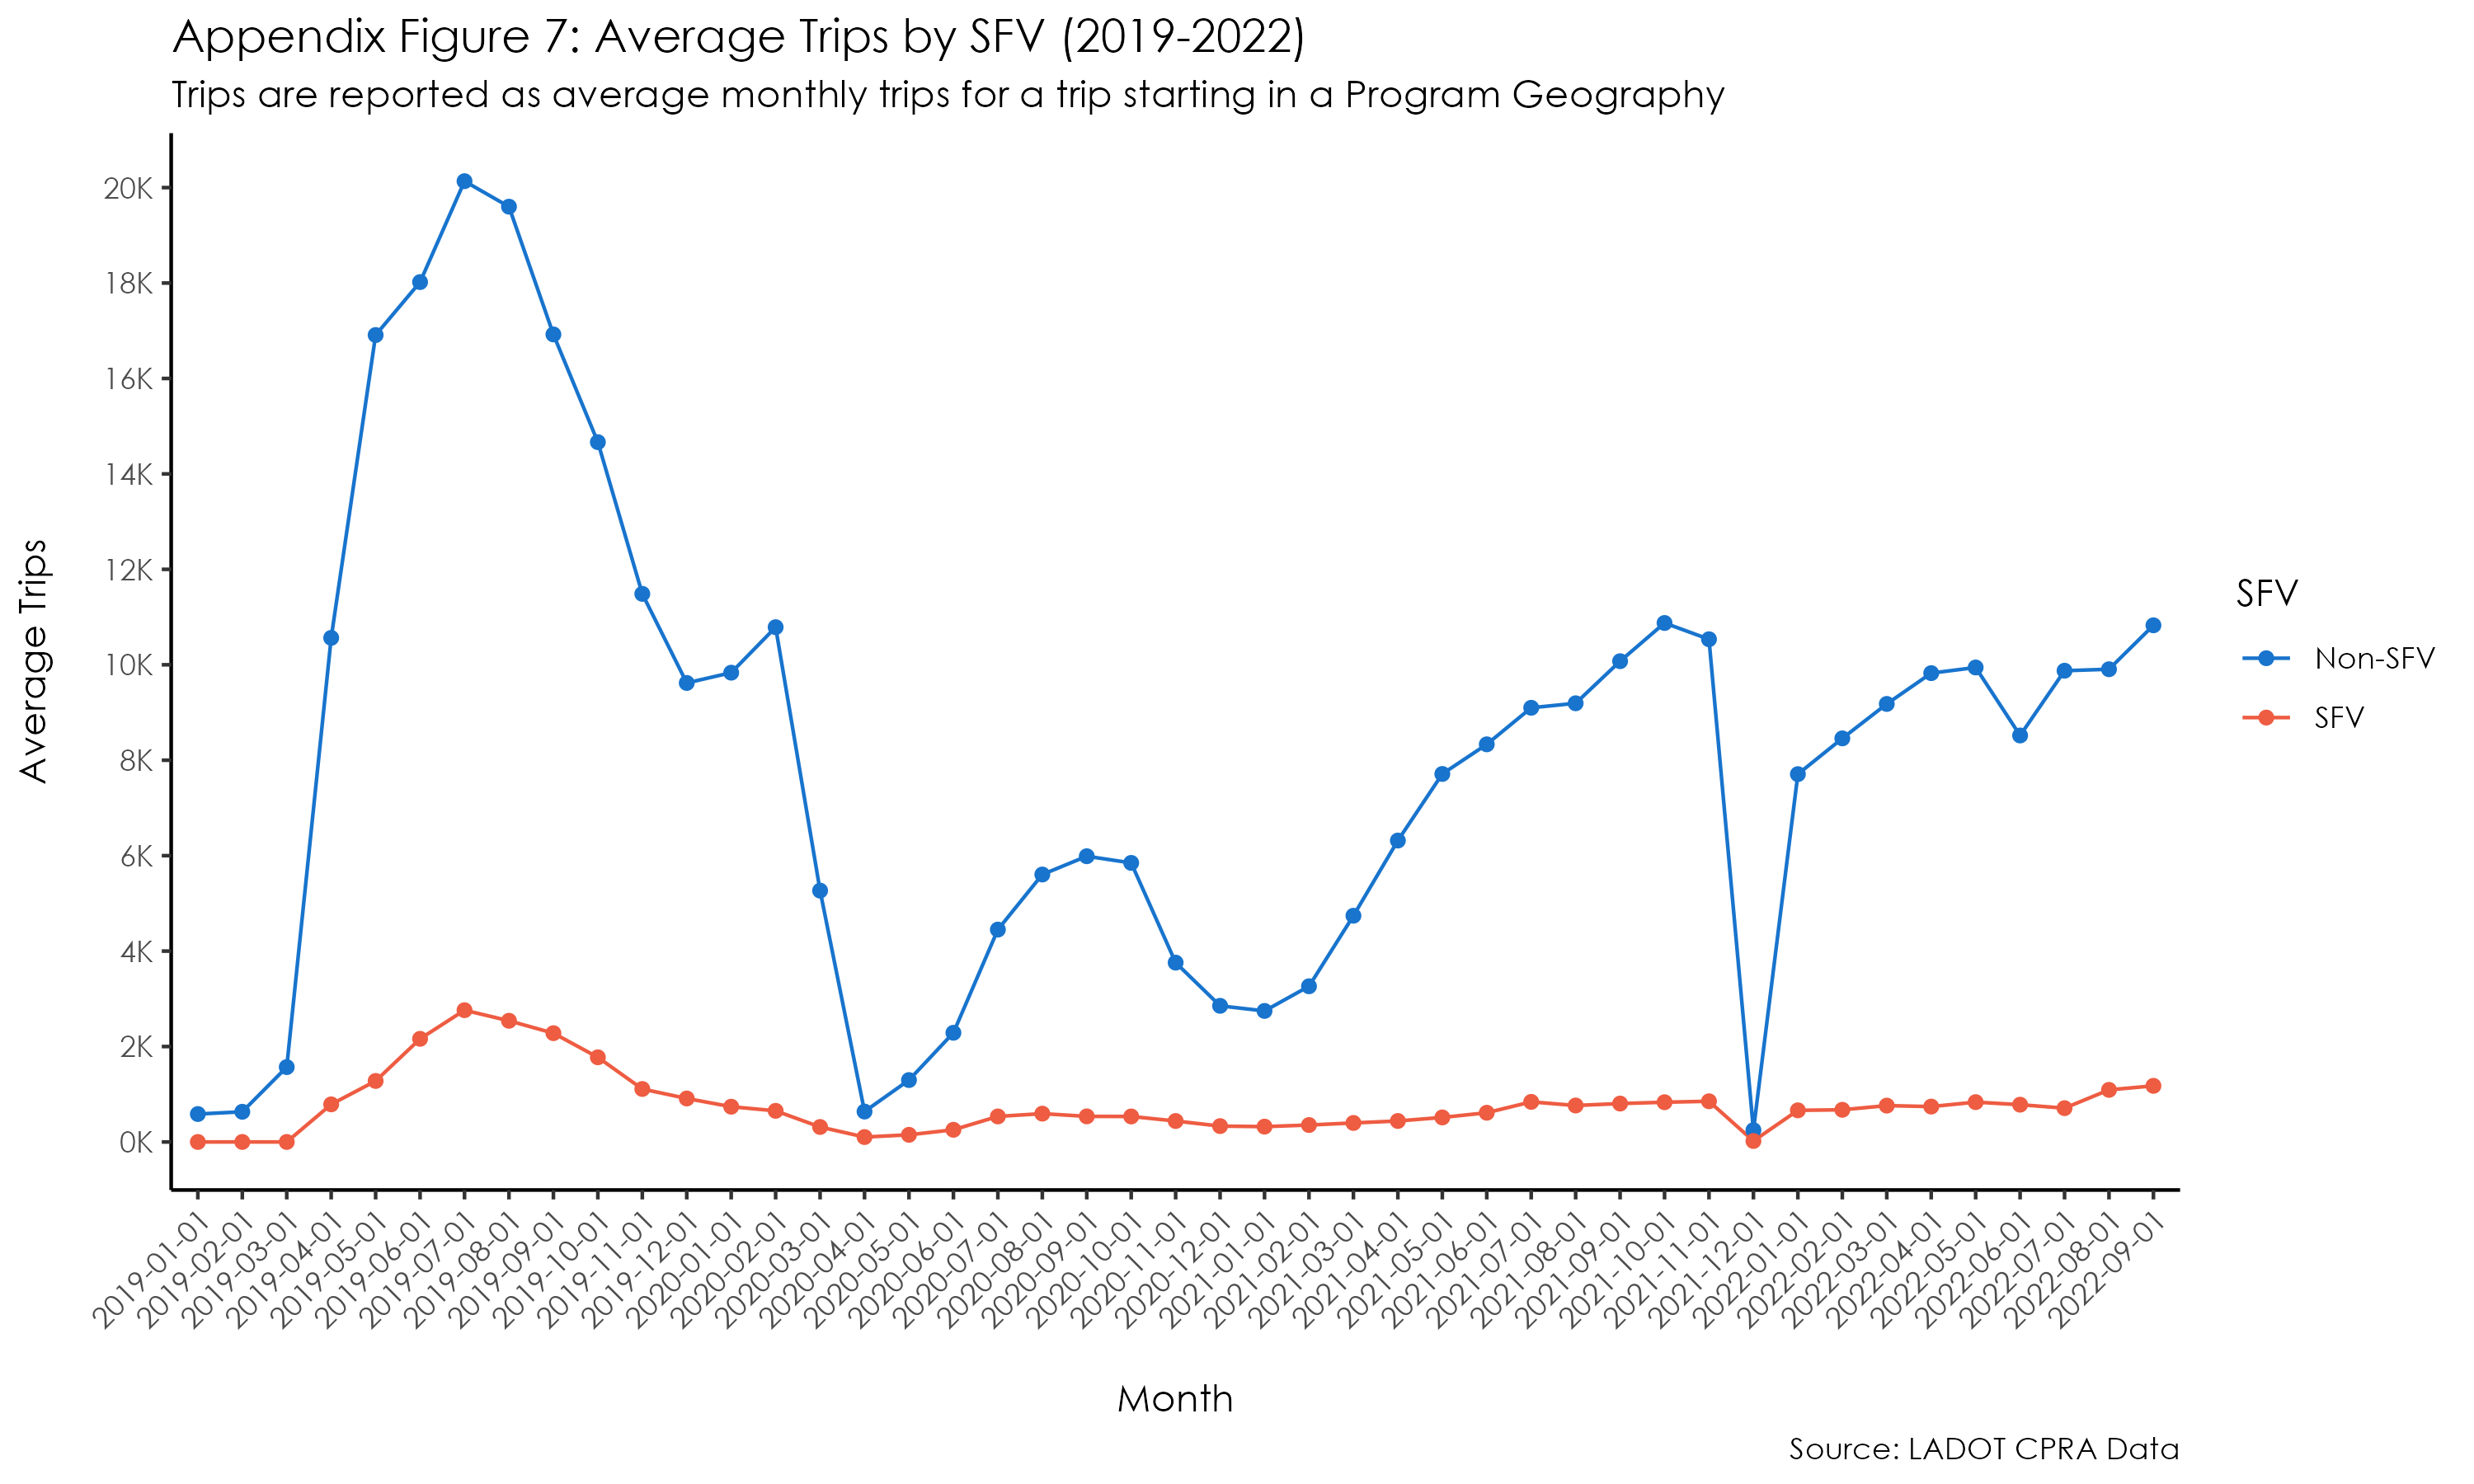 Appendix Figure 7: Average Trips by SFV (2019-2022)
Trips are reported as average monthly trips for a trip starting in a Program Geography
Average Trips
20K
18K
16K
14K
12K
10K
8K
6K
4K
2K
0K
2019-01-01
2019-02-01
2019-03-01
2019-04-01
2019-05-01
2019-06-01
2019-07-01
2019-08-01
2019-09-01
2019-10-01
2019-11-01
2019-12-01
2020-01-01
2020-02-01
2020-03-01
2020-04-01
2020-05-01
2020-06-01
2020-07-01
2020-08-01
2020-09-01
2020-10-01
2020-11-01
2020-12-01
2021-01-01
2021-02-01
2021-03-01
2021-04-01
2021-05-01
2021-06-01
2021-07-01
2021-08-01
2021-09-01
2021-10-01
2021-11-01
2021-12-01
2022-01-01
2022-02-01
2022-03-01
2022-04-01
2022-05-01
2022-06-01
2022-07-01
2022-08-01
2022-09-01
Month
SFV
Non-SFV
SFV
Source: LADOT CPRA Data